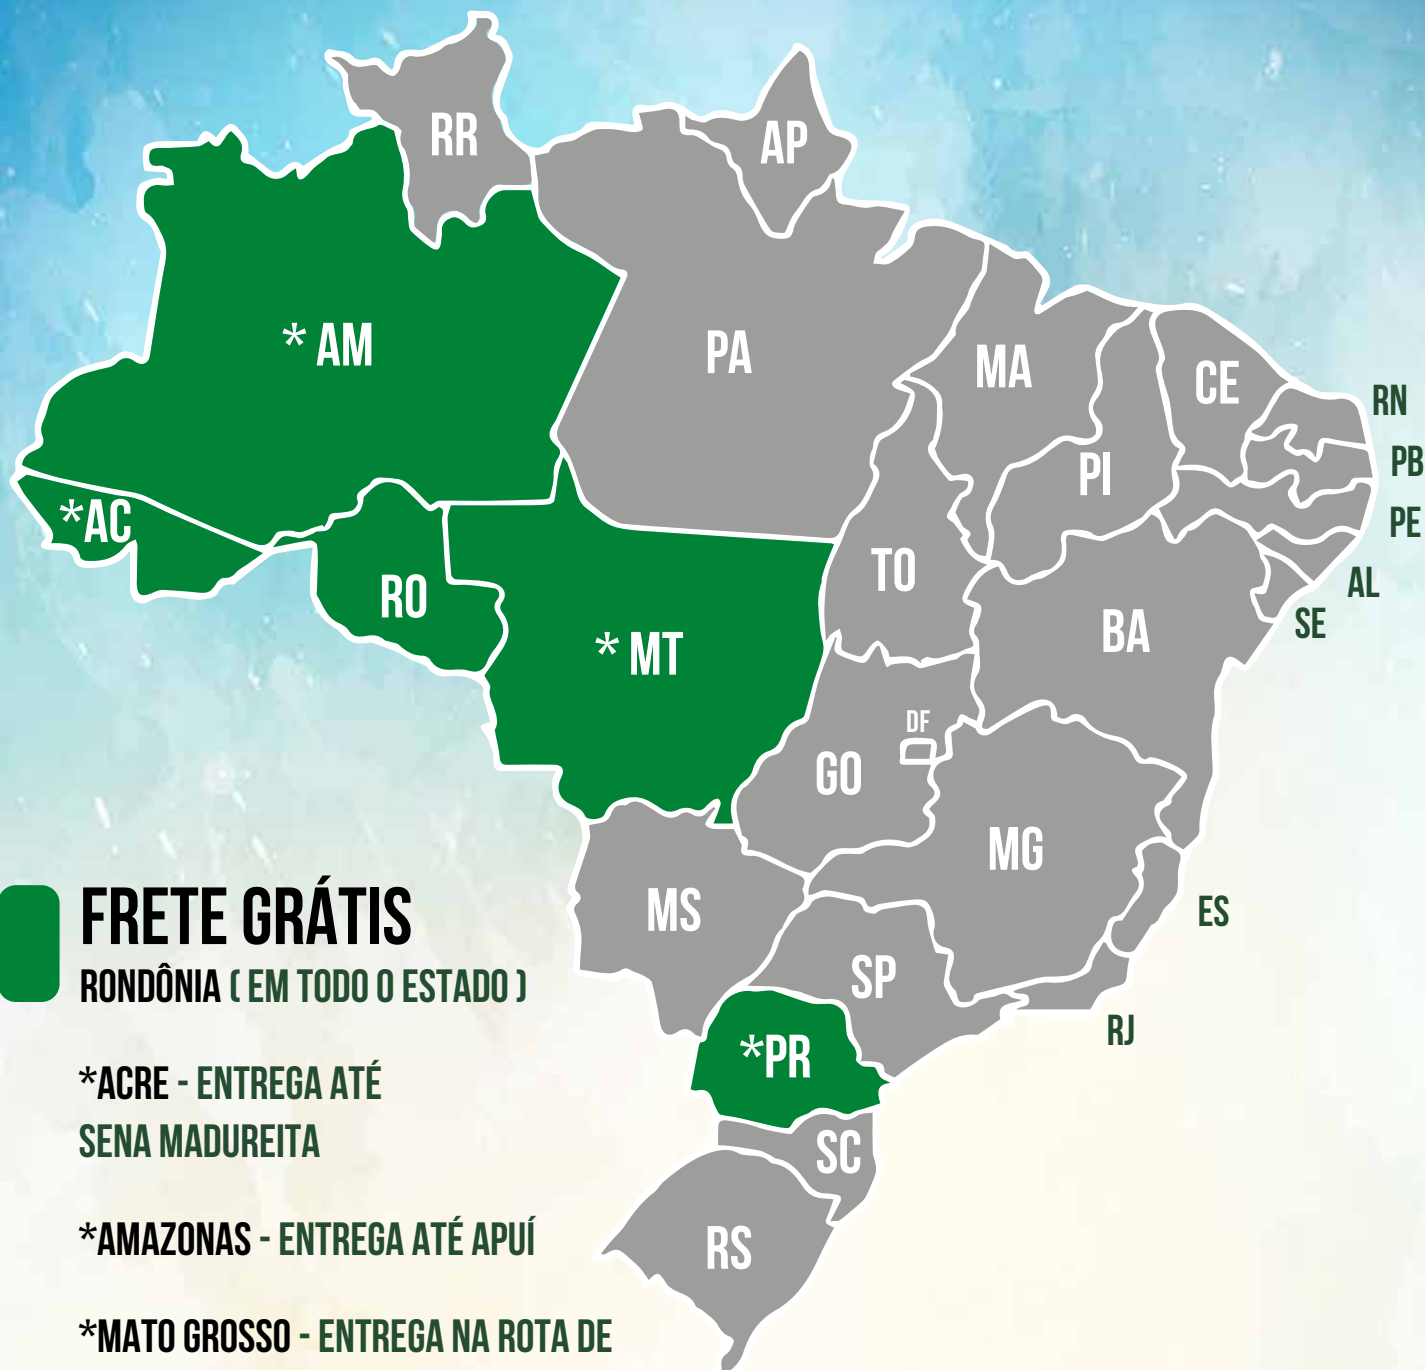 RR
AP
* AM
PA
MA
CE
RN
PB
PI
PE
*AC
TO
AL
RO
BA
SE
* MT
DF
GO
MG
MS
ES
FRETE GRÁTIS
SP
RONDÔNIA ( EM TODO O ESTADO )
RJ
*PR
*ACRE - ENTREGA ATÉ
SENA MADUREITA
SC
*AMAZONAS - ENTREGA ATÉ APUÍ
RS
*MATO GROSSO - ENTREGA NA ROTA DE